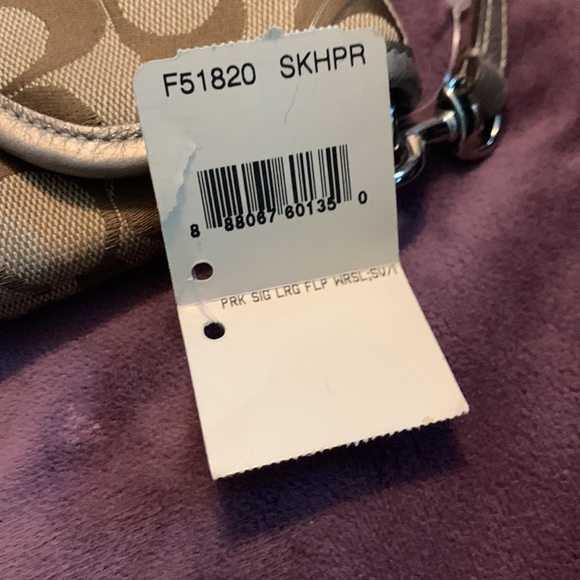 F51820 SKHPR
8 88067 60135 0
PRK SIG LRG FLP WRSL;SV/